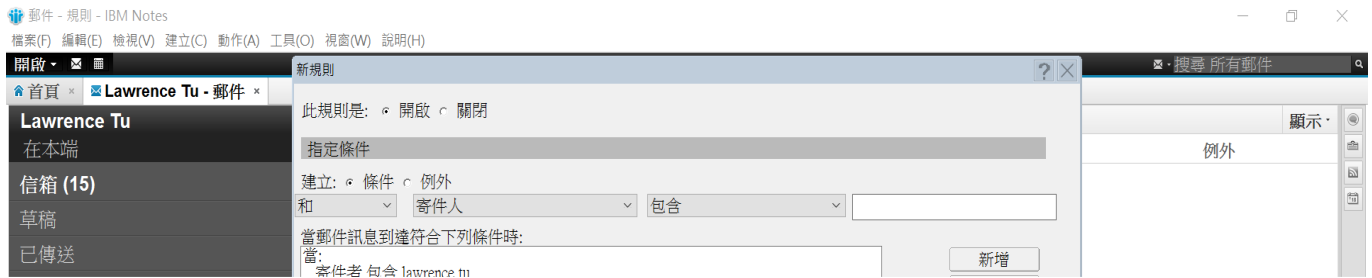 郵件 - 規則 - IBM Notes
檔案(F) 編輯(E) 檢視(V) 建立(C) 動作(A) 工具(O) 視窗(W) 說明(H)
開啟 搜尋 所有郵件
首頁 × Lawrence Tu - 郵件 ×
新規則 ?
Lawrence Tu
在本端
信箱 (15)
草稿
已傳送
此規則是: 開啟 關閉
指定條件
建立: 條件 例外
和 寄件人 包含
當郵件訊息到達符合下列條件時:
當:
寄件者 包含 lawrence tu
新增
顯示
例外